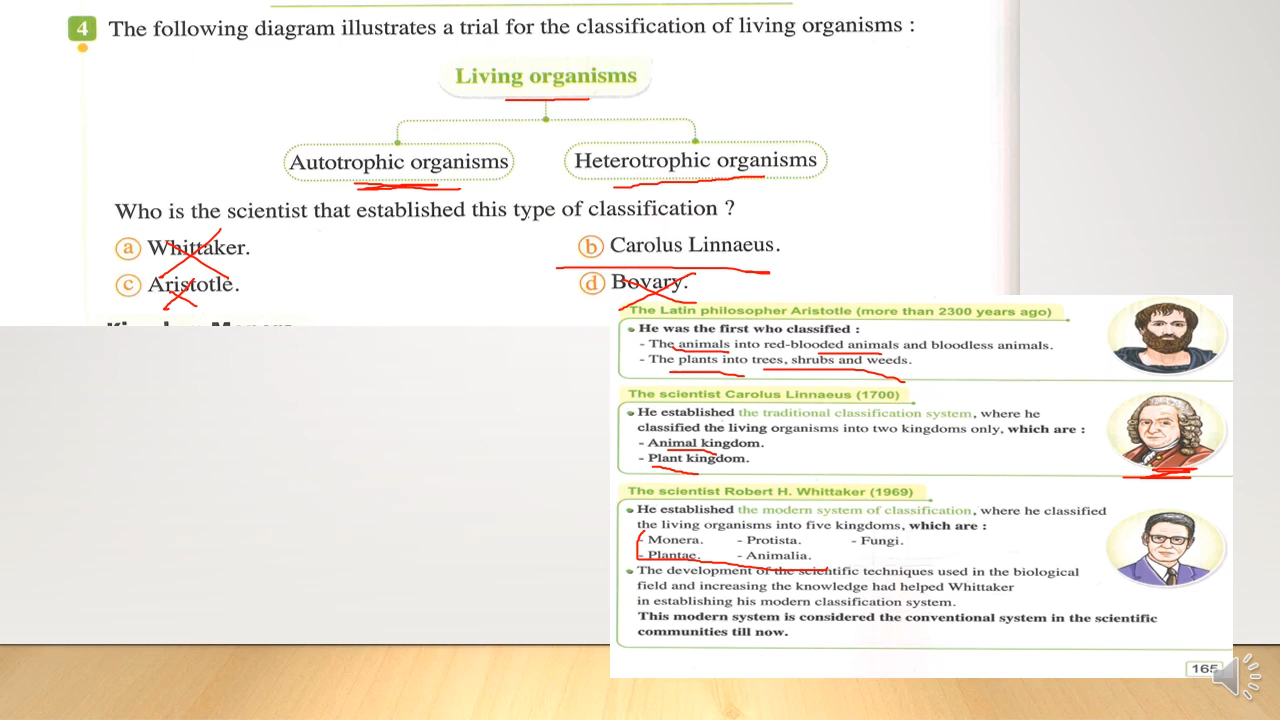 4 The following diagram illustrates a trial for the classification of living organisms :
Living organisms
Autotrophic organisms
Heterotrophic organisms
Who is the scientist that established this type of classification ?
a Whittaker.
b Carolus Linnaeus.
c Aristotle.
d Bovary.
The Latin philosopher Aristotle (more than 2300 years ago)
He was the first who classified :
- The animals into red-blooded animals and bloodless animals.
- The plants into trees, shrubs and weeds.
The scientist Carolus Linnaeus (1700)
He established the traditional classification system, where he
classified the living organisms into two kingdoms only, which are :
- Animal kingdom.
- Plant kingdom.
The scientist Robert H. Whittaker (1969)
He established the modern system of classification, where he classified
the living organisms into five kingdoms, which are :
- Monera. - Protista. - Fungi.
- Plantae. - Animalia.
The development of the scientific techniques used in the biological
field and increasing the knowledge had helped Whittaker
in establishing his modern classification system.
This modern system is considered the conventional system in the scientific
communities till now.
165